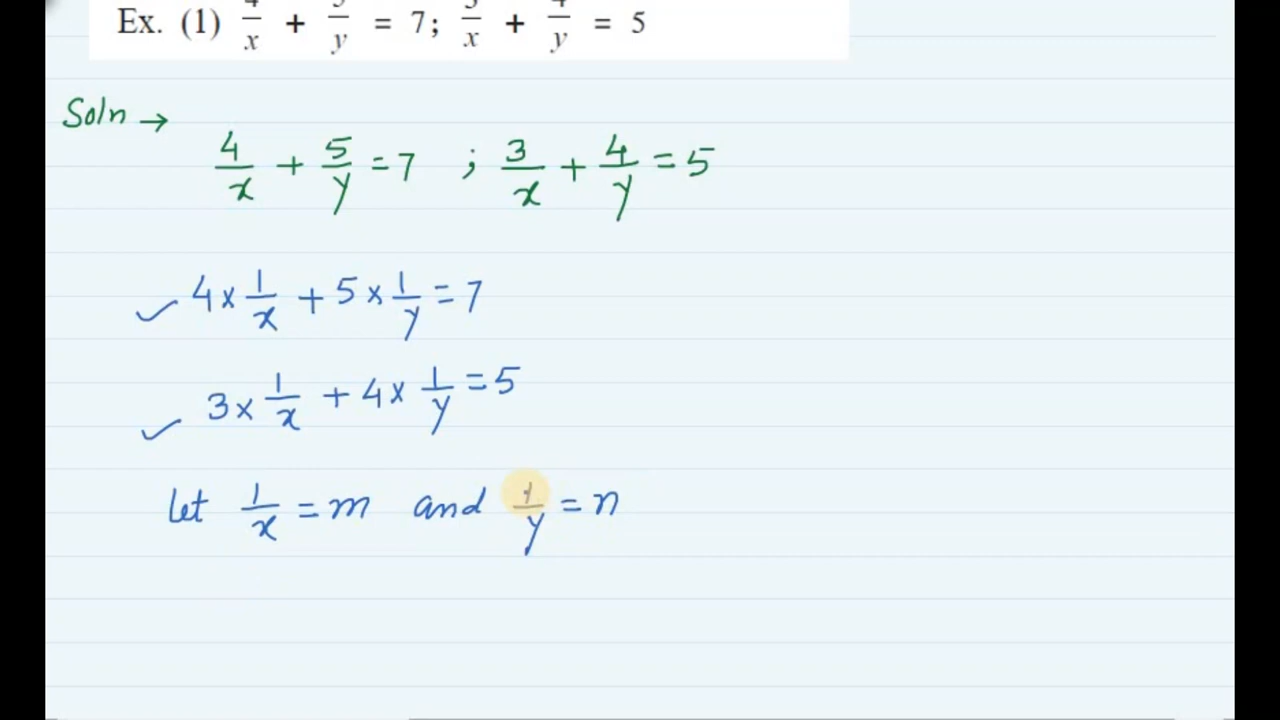 Ex. (1) 4/x + 5/y = 7; 3/x + 4/y = 5
Soln →
4/x + 5/y = 7 ; 3/x + 4/y = 5
✓ 4 × 1/x + 5 × 1/y = 7
✓ 3 × 1/x + 4 × 1/y = 5
let 1/x = m and 1/y = n